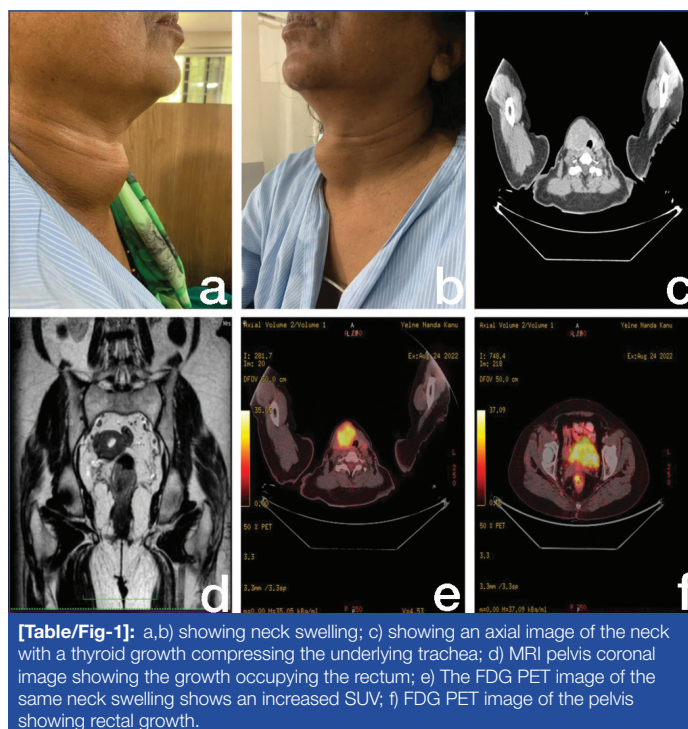 a
b
A
c
d
Axial Volume 2/Volume 1
A
Yelne Nanda Kanu
I: 281.7
Ex:Aug 24 2022
Im: 20
DFOV 50.0 cm
L
50 % PET
3.3
3.3mm /3.3sp
e
Axial Volume 2/Volume 1
A
Yelne Nanda Kanu
I: 748.4
Ex:Aug 24 2022
Im: 218
DFOV 50.0 cm
37.09
L
50 % PET
3.3
3.3mm /3.3sp
f
[Table/Fig-1]: a,b) showing neck swelling; c) showing an axial image of the neck
with a thyroid growth compressing the underlying trachea; d) MRI pelvis coronal
image showing the growth occupying the rectum; e) The FDG PET image of the
same neck swelling shows an increased SUV; f) FDG PET image of the pelvis
showing rectal growth.